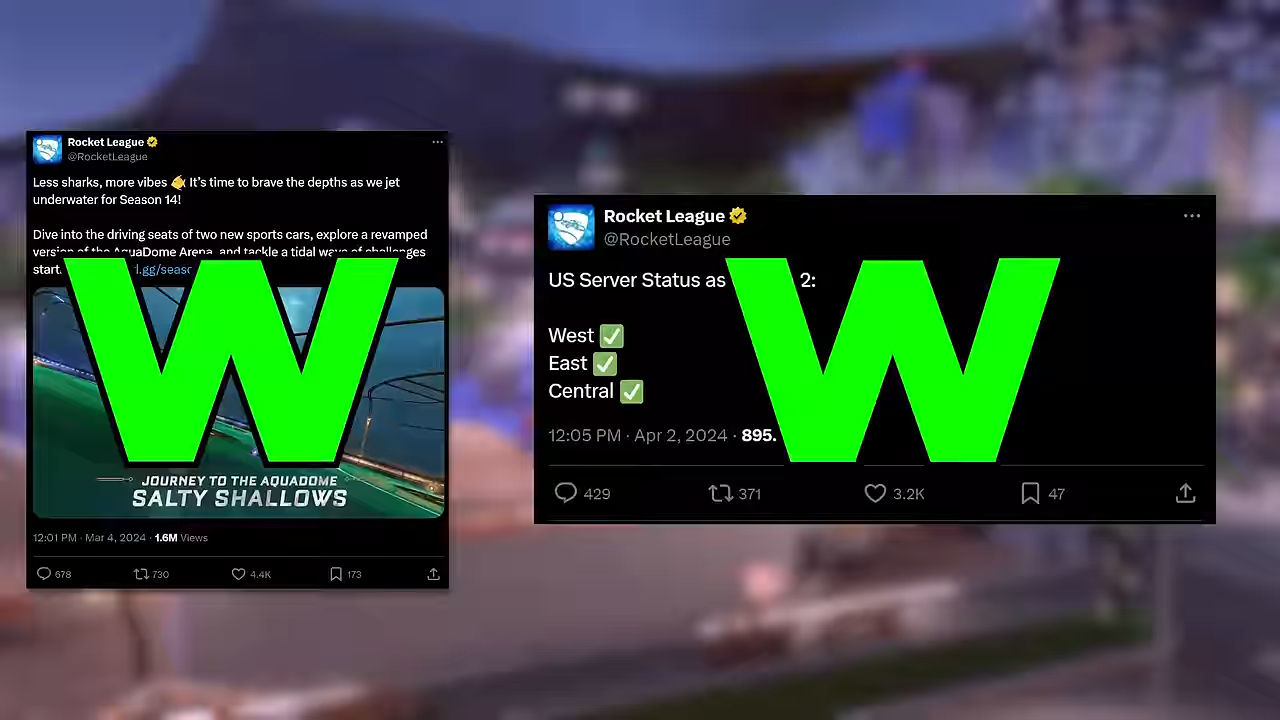 Rocket League
@RocketLeague
Less sharks, more vibes 🐠 It's time to brave the depths as we jet
underwater for Season 14!
Dive into the driving seats of two new sports cars, explore a revamped
version of the AquaDome Arena, and tackle a tidal wave of challenges
start
l.gg/seas
W
JOURNEY TO THE AQUADOME
SALTY SHALLOWS
12:01 PM · Mar 4, 2024 · 1.6M Views
678 730 4.4K 173
Rocket League
@RocketLeague
US Server Status as 2:
West ✅
East ✅
Central ✅
W
12:05 PM · Apr 2, 2024 · 895.
429 371 3.2K 47